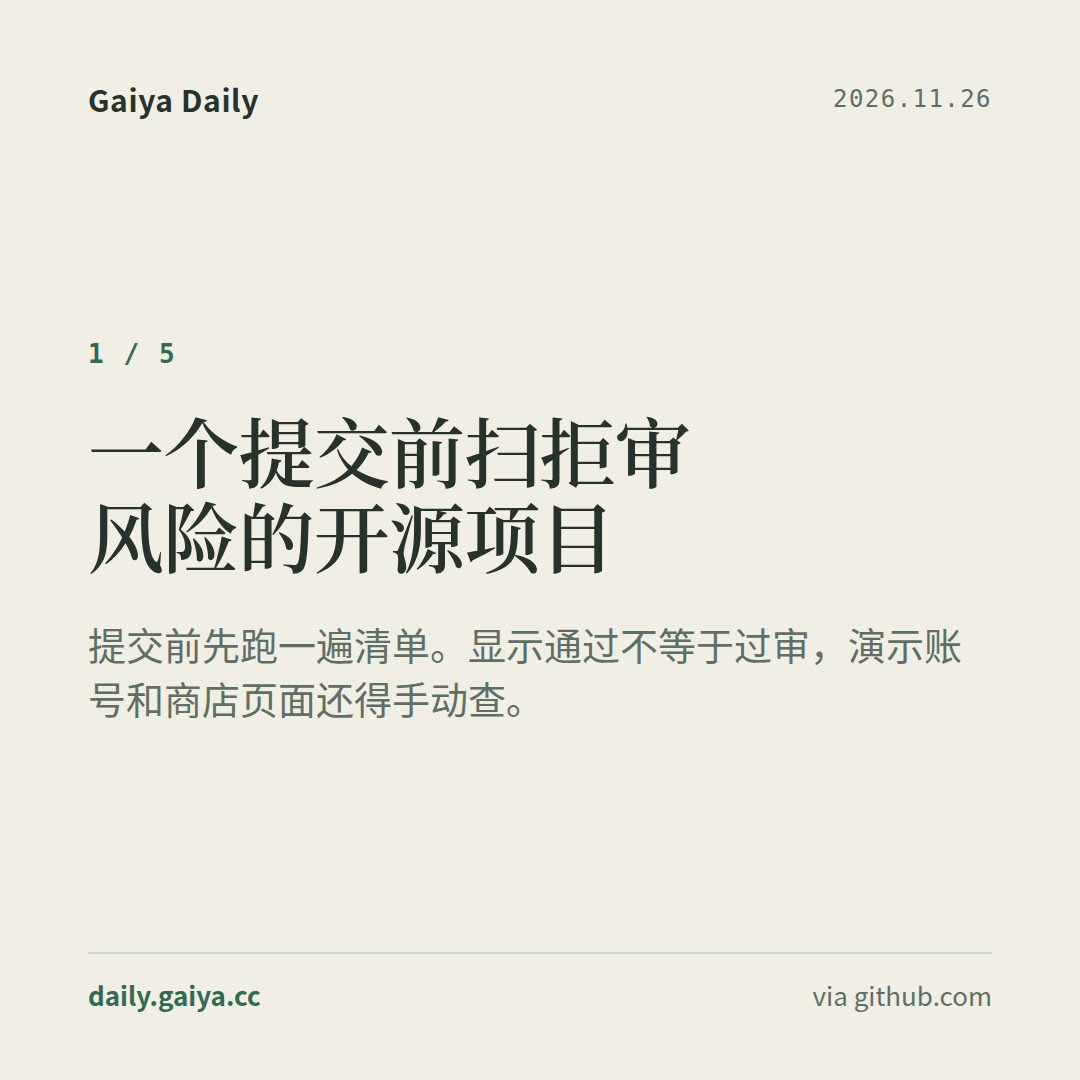 Gaiya Daily
2026.11.26
1 / 5
一个提交前扫拒审
风险的开源项目
提交前先跑一遍清单。显示通过不等于过审，演示账
号和商店页面还得手动查。
daily.gaiya.cc
via github.com